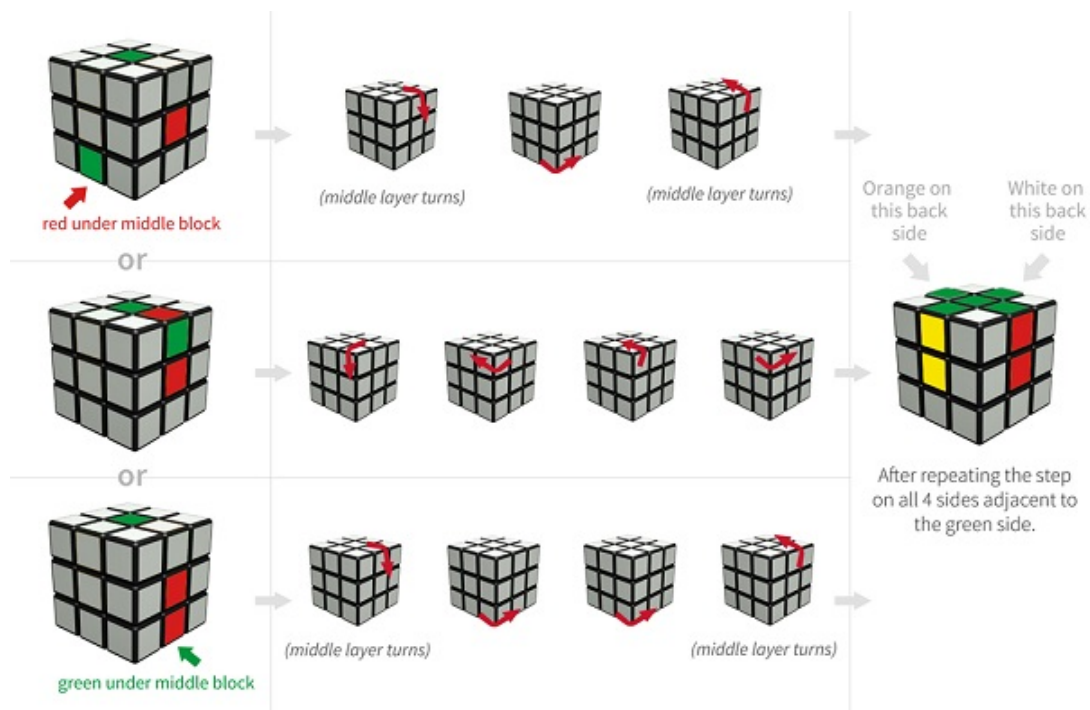 (middle layer turns)
(middle layer turns)
red under middle block
or
Orange on
this back
side
White on
this back
side
or
(middle layer turns)
(middle layer turns)
green under middle block
After repeating the step
on all 4 sides adjacent to
the green side.